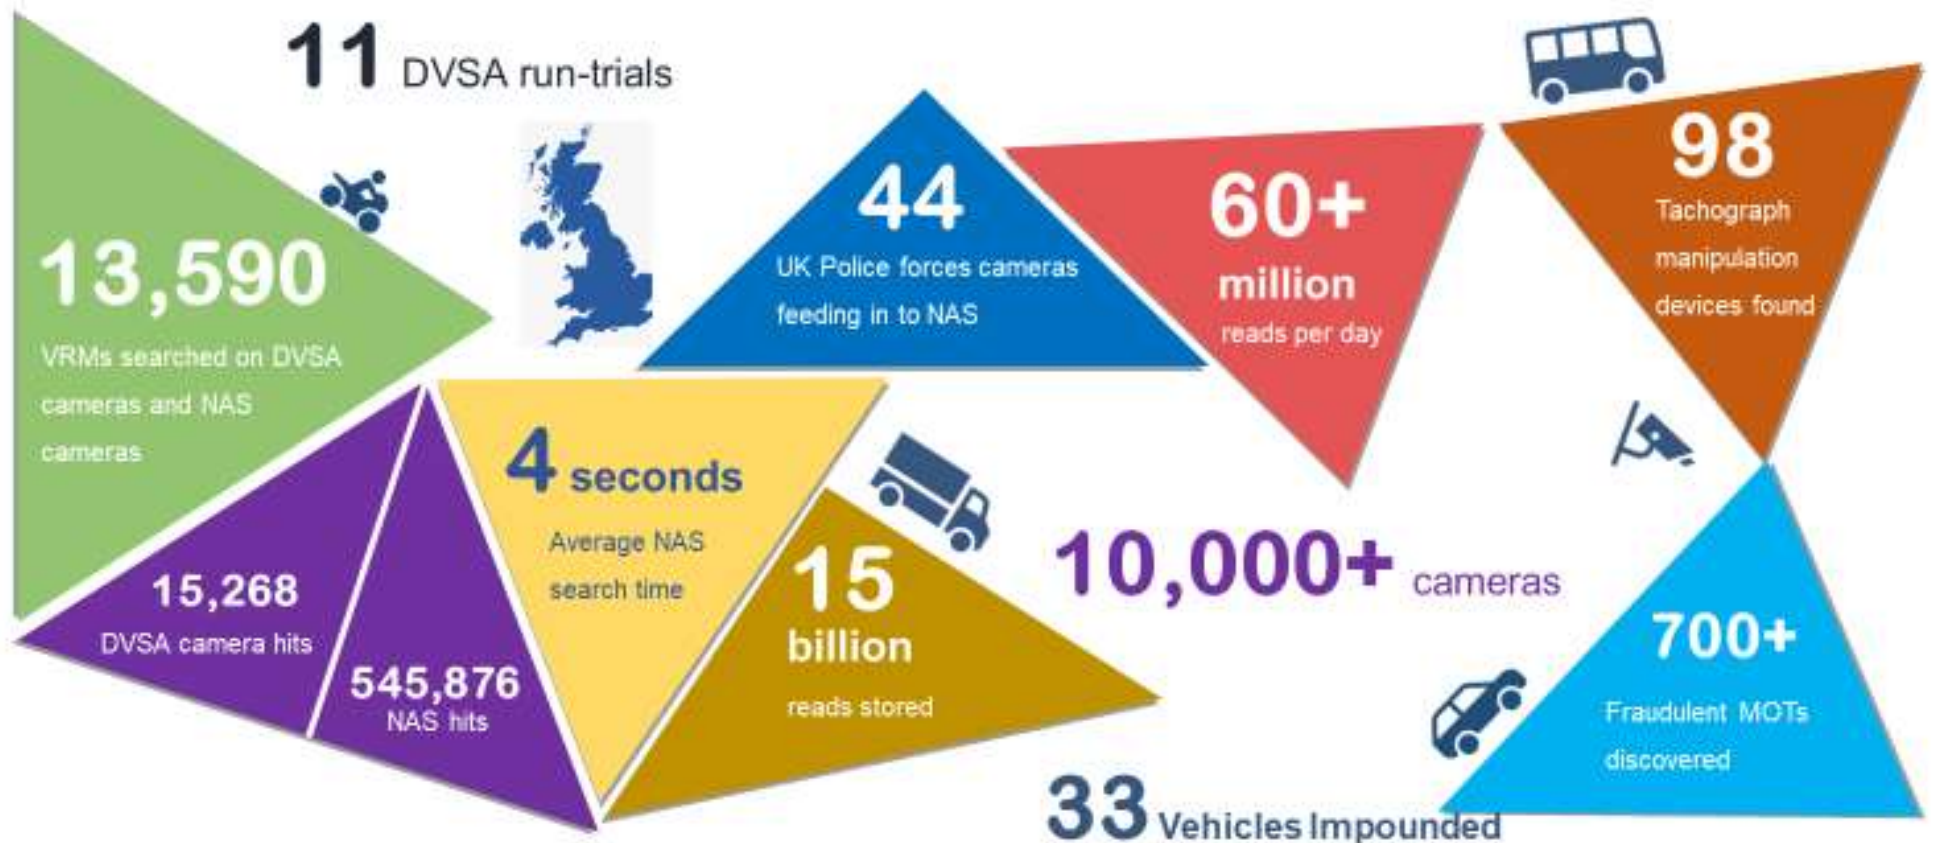 11 DVSA run-trials
13,590
VRMs searched on DVSA
cameras and NAS
cameras
44
UK Police forces cameras
feeding in to NAS
60+
million
reads per day
98
Tachograph
manipulation
devices found
15,268
DVSA camera hits
545,876
NAS hits
4 seconds
Average NAS
search time
15
billion
reads stored
10,000+ cameras
700+
Fraudulent MOTs
discovered
33 Vehicles Impounded